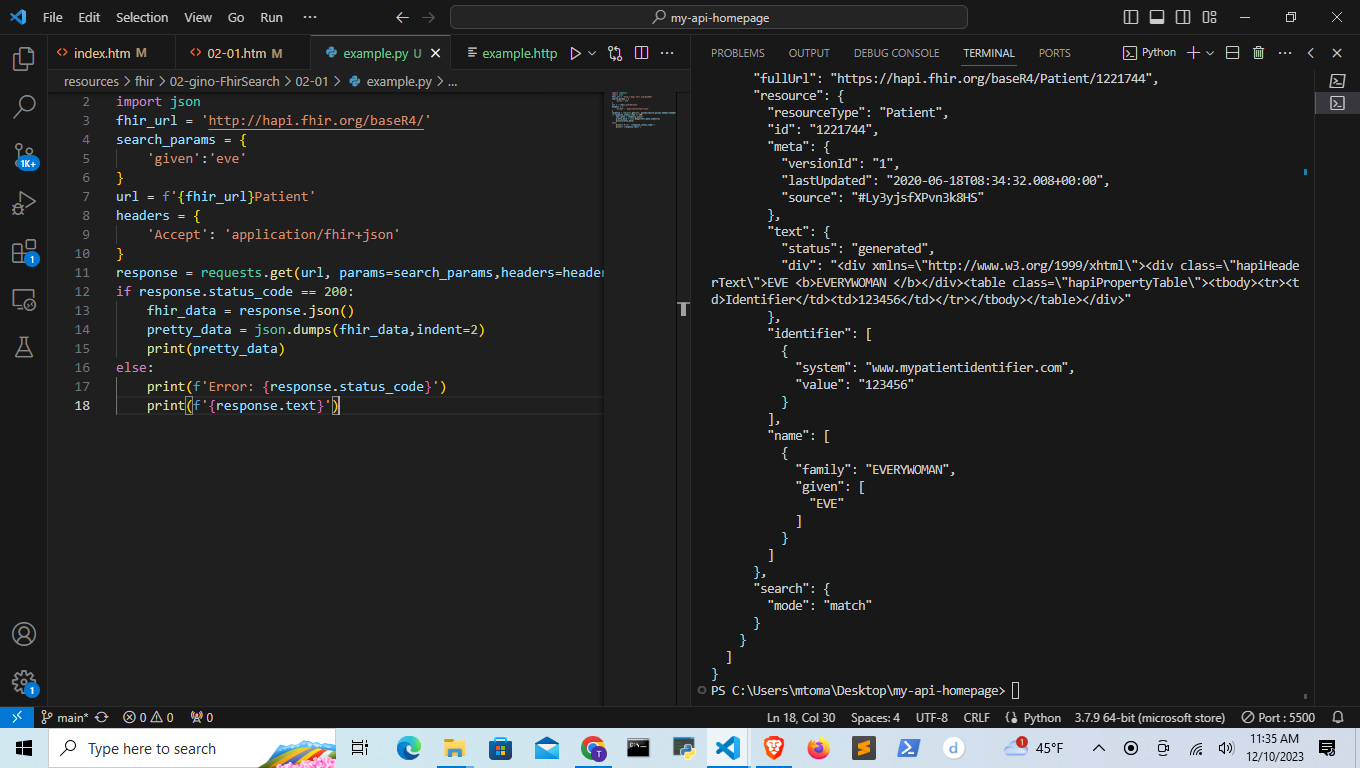 File Edit Selection View Go Run ··· my-api-homepage
index.htm M 02-01.htm M example.py U example.http
resources > fhir > 02-gino-FhirSearch > 02-01 > example.py > ...
2 import json
3 fhir_url = 'http://hapi.fhir.org/baseR4/'
4 search_params = {
5 'given':'eve'
6 }
7 url = f'{fhir_url}Patient'
8 headers = {
9 'Accept': 'application/fhir+json'
10 }
11 response = requests.get(url, params=search_params,headers=header
12 if response.status_code == 200:
13 fhir_data = response.json()
14 pretty_data = json.dumps(fhir_data,indent=2)
15 print(pretty_data)
16 else:
17 print(f'Error: {response.status_code}')
18 print(f'{response.text}')
PROBLEMS OUTPUT DEBUG CONSOLE TERMINAL PORTS Python
"fullUrl": "https://hapi.fhir.org/baseR4/Patient/1221744",
"resource": {
"resourceType": "Patient",
"id": "1221744",
"meta": {
"versionId": "1",
"lastUpdated": "2020-06-18T08:34:32.008+00:00",
"source": "#Ly3yjsfXPvn3k8HS"
},
"text": {
"status": "generated",
"div": "<div xmlns=\"http://www.w3.org/1999/xhtml\"><div class=\"hapiHeade
rText\">EVE <b>EVERYWOMAN </b></div><table class=\"hapiPropertyTable\"><tbody><tr><t
d>Identifier</td><td>123456</td></tr></tbody></table></div>"
},
"identifier": [
{
"system": "www.mypatientidentifier.com",
"value": "123456"
}
],
"name": [
{
"family": "EVERYWOMAN",
"given": [
"EVE"
]
}
]
},
"search": {
"mode": "match"
}
}
]
}
PS C:\Users\mtoma\Desktop\my-api-homepage>
1K+
1
1
main* 0 0 0 Ln 18, Col 30 Spaces: 4 UTF-8 CRLF Python 3.7.9 64-bit (microsoft store) Port : 5500
Type here to search 1 45°F 11:35 AM
12/10/2023